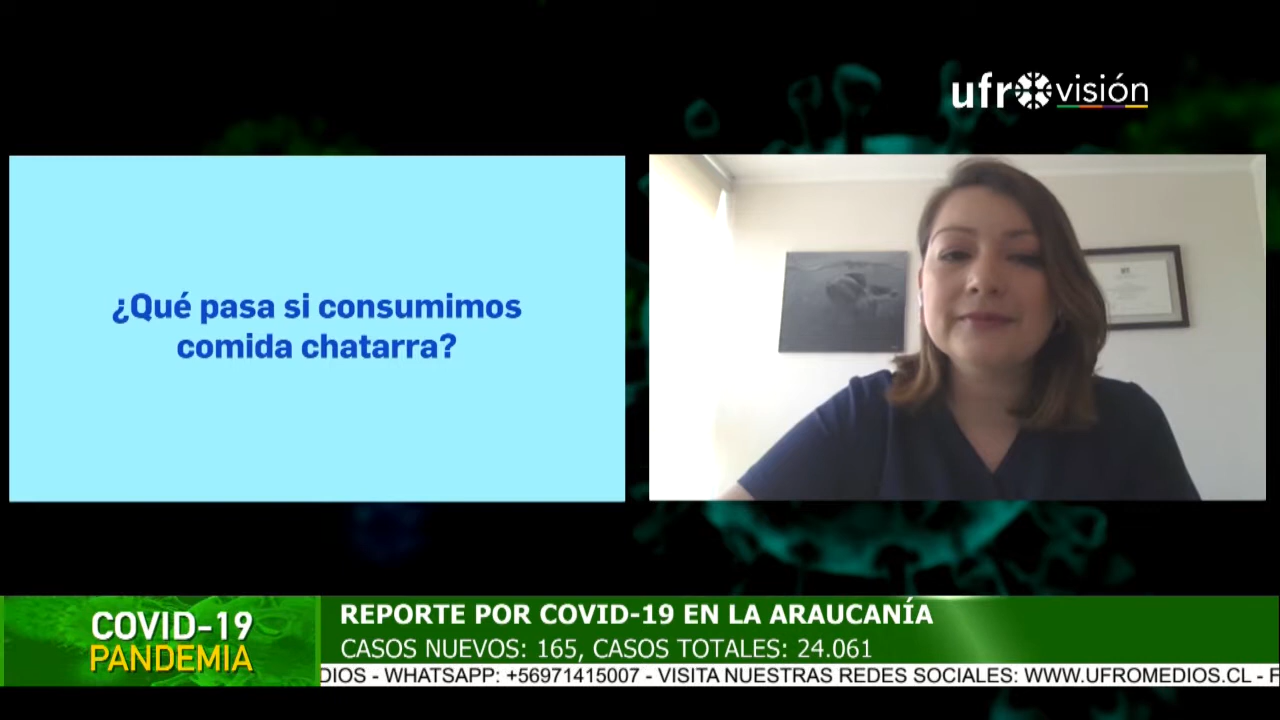 ufrovisión
¿Qué pasa si consumimos
comida chatarra?
COVID-19
PANDEMIA
REPORTE POR COVID-19 EN LA ARAUCANÍA
CASOS NUEVOS: 165, CASOS TOTALES: 24.061
DIOS - WHATSAPP: +56971415007 - VISITA NUESTRAS REDES SOCIALES: WWW.UFROMEDIOS.CL - F